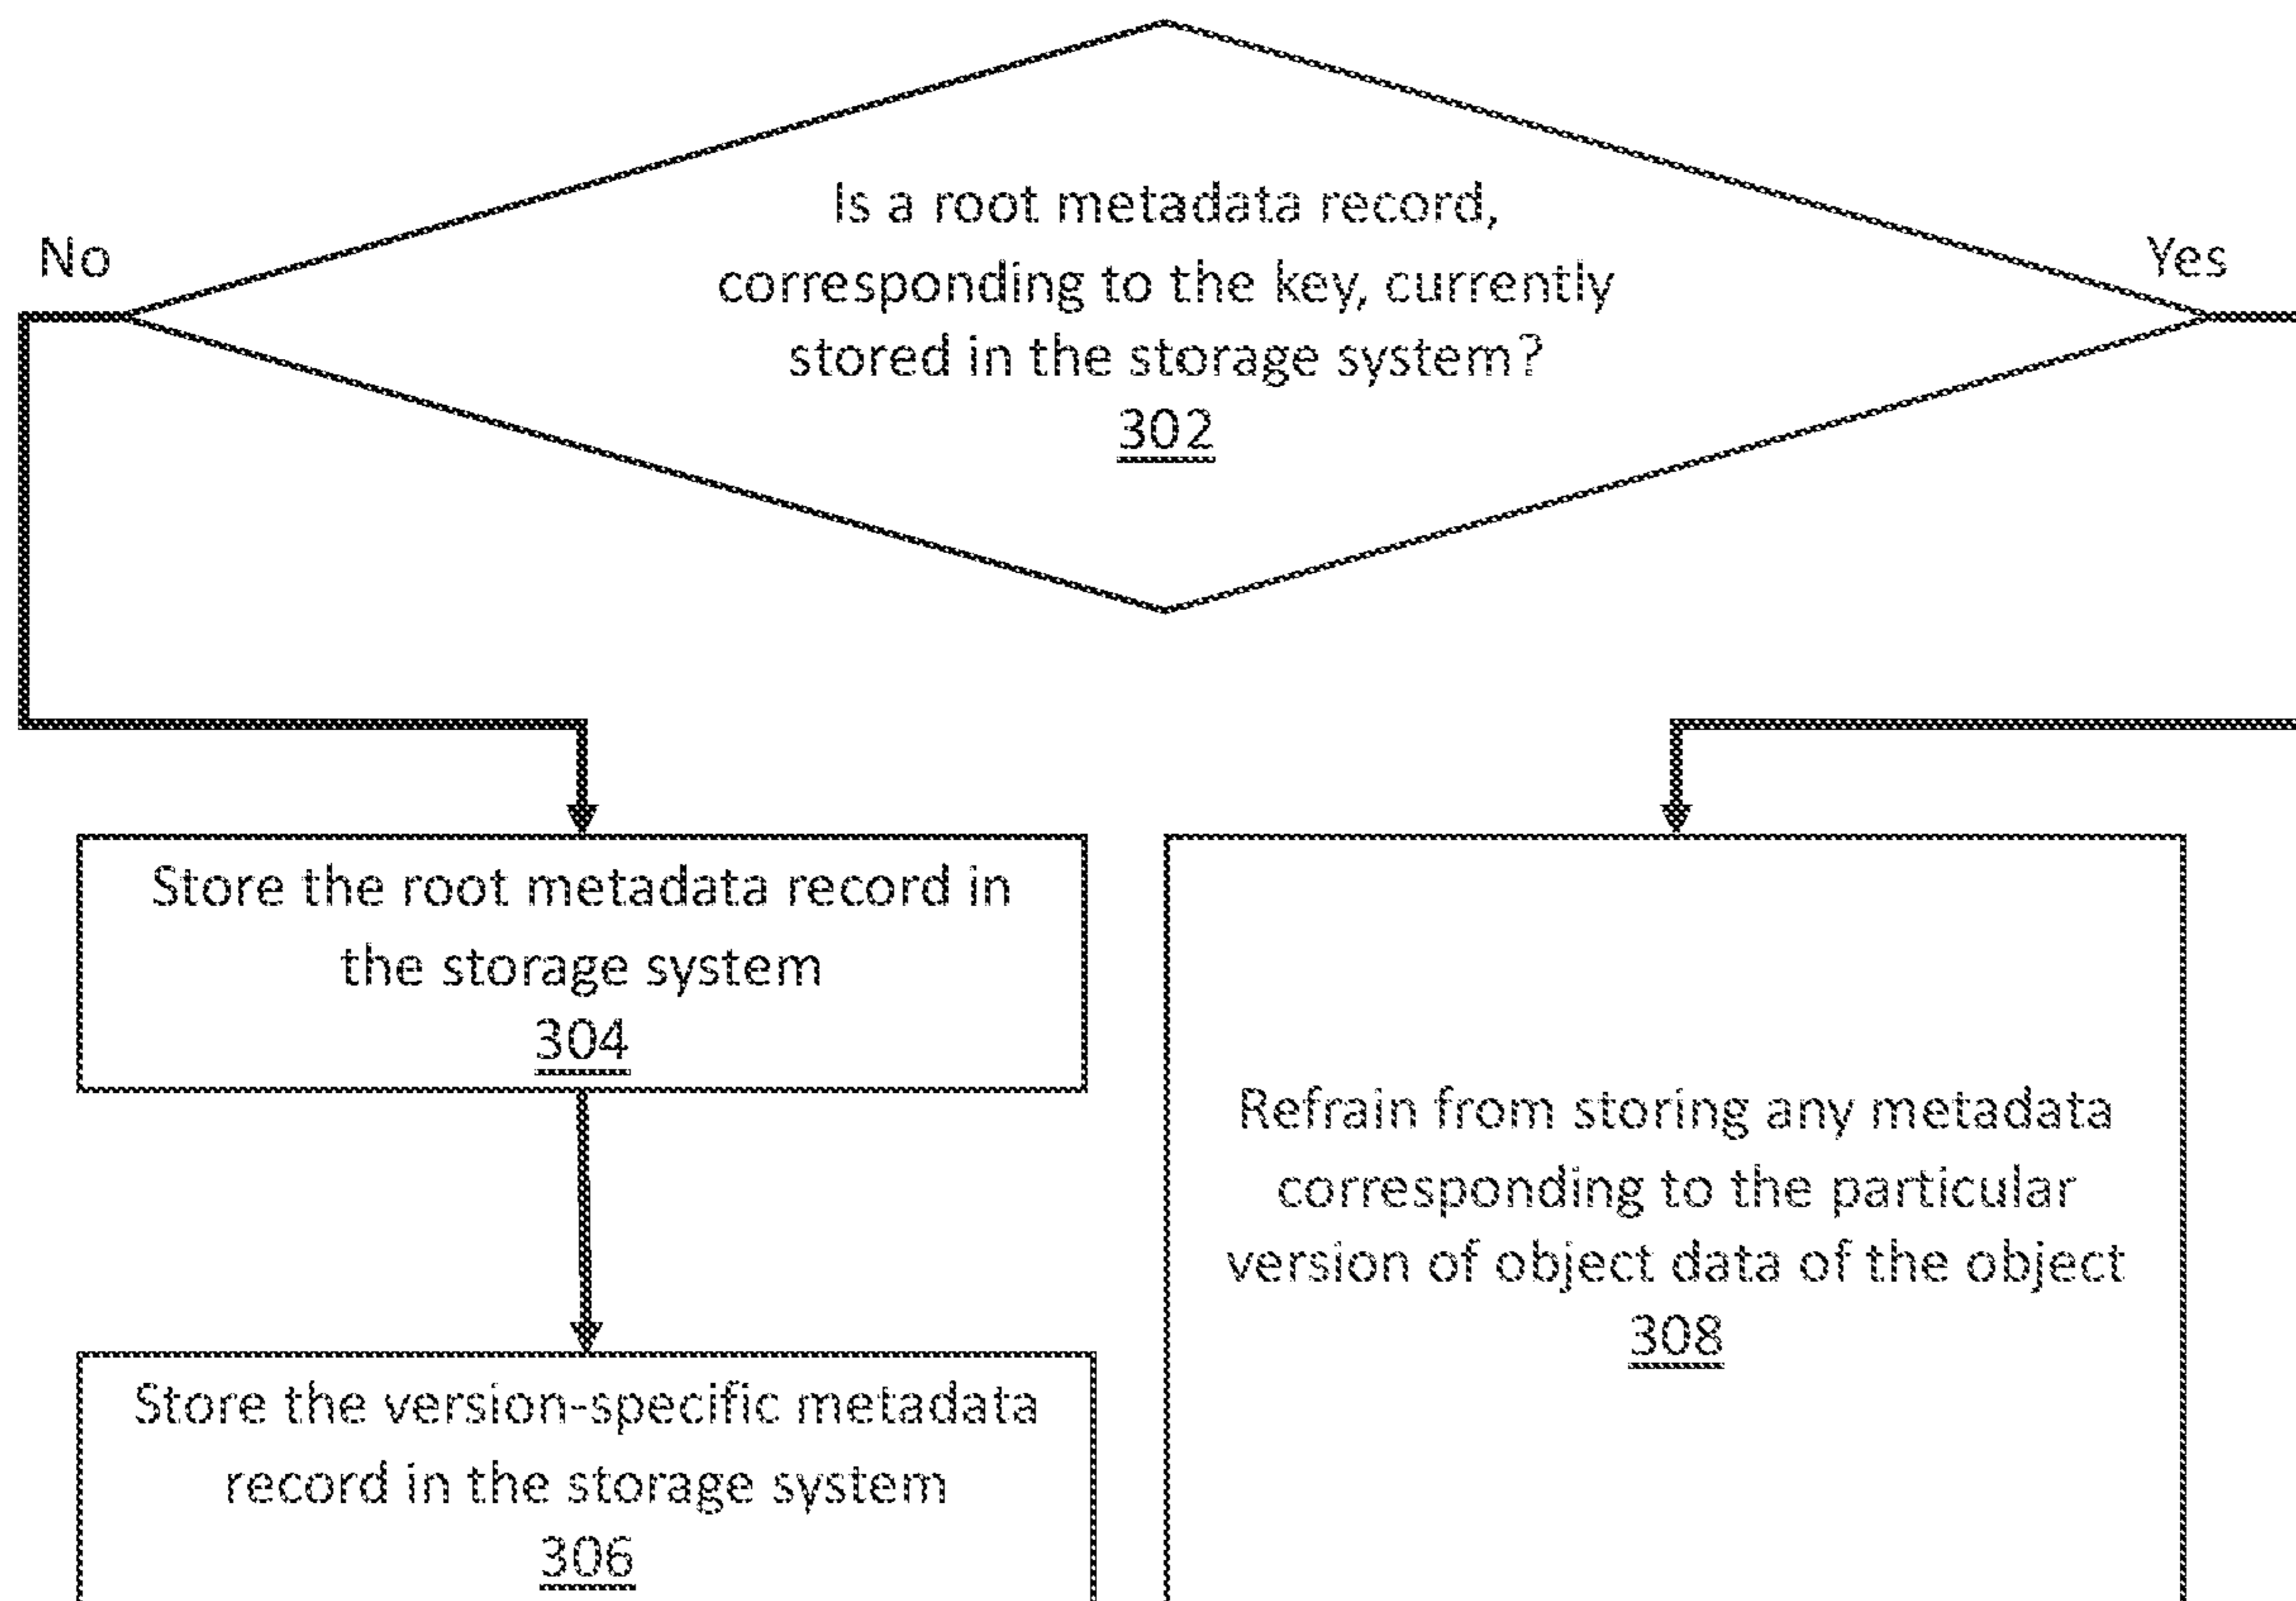 Is a root metadata record,
corresponding to the key, currently
stored in the storage system?
302
No
Yes
Store the root metadata record in
the storage system
304
Store the version-specific metadata
record in the storage system
306
Refrain from storing any metadata
corresponding to the particular
version of object data of the object
308